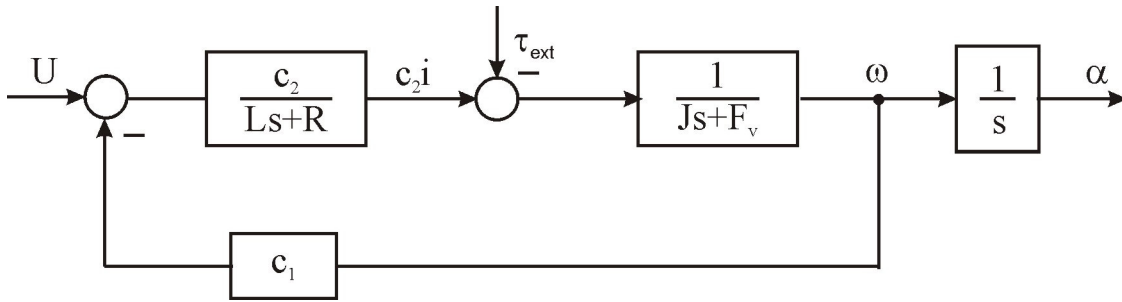 U
−
c₂
Ls+R
c₂i
τext
−
1
Js+Fᵥ
ω
1
s
α
c₁